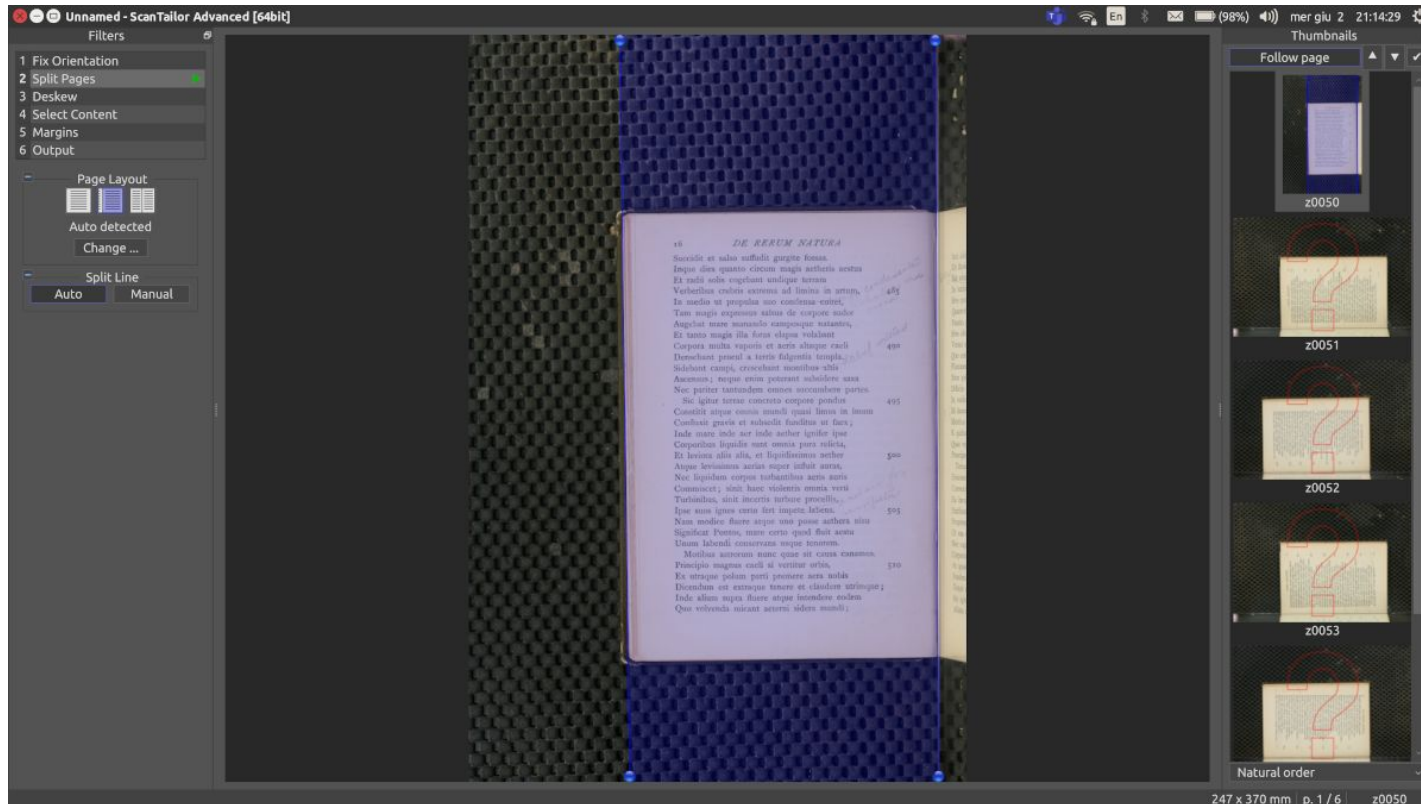 Unnamed - ScanTailor Advanced [64bit]
En
(98%)
mer giu 2 21:14:29
Filters
1 Fix Orientation
2 Split Pages
3 Deskew
4 Select Content
5 Margins
6 Output
Page Layout
Auto detected
Change ...
Split Line
Auto
Manual
16 DE RERUM NATURA
Succidit et salso suffudit gurgite fossas.
Inque dies quanto circum magis aetheris aestus
Et radii solis cogebant undique terram
Verberibus crebris extrema ad limina in artum, 485
In medio ut propulsa suo condensa coiret,
Tam magis expressus salsus de corpore sudor
Augebat mare manando camposque natantes,
Et tanto magis illa foras elapsa volabant
Corpora multa vaporis et aeris altaque caeli 490
Densebant procul a terris fulgentia templa.
Sidebant campi, crescebant montibus altis
Ascensus; neque enim poterant subsidere saxa
Nec pariter tantundem omnes succumbere partes.
Sic igitur terrae concreto corpore pondus 495
Constitit atque omnis mundi quasi limus in imum
Confluxit gravis et subsedit funditus ut faex;
Inde mare inde aer inde aether ignifer ipse
Corporibus liquidis sunt omnia pura relicta,
Et leviora aliis alia, et liquidissimus aether 500
Atque levissimus aerias super influit auras,
Nec liquidum corpus turbantibus aeris auris
Commiscet; sinit haec violentis omnia verti
Turbinibus, sinit incertis turbare procellis,
Ipse suos ignes certo fert impete labens. 505
Nam modice fluere atque uno posse aethera nisu
Significat Pontos, mare certo quod fluit aestu
Unum labendi conservans usque tenorem.
Motibus astrorum nunc quae sit causa canamus.
Principio magnus caeli si vertitur orbis, 510
Ex utraque polum parti premere aera nobis
Dicendum est extraque tenere et claudere utrimque;
Inde alium supra fluere atque intendere eodem
Quo volvenda micant aeterni sidera mundi;
Thumbnails
Follow page
z0050
z0051
z0052
z0053
Natural order
247 x 370 mm
p. 1 / 6
z0050